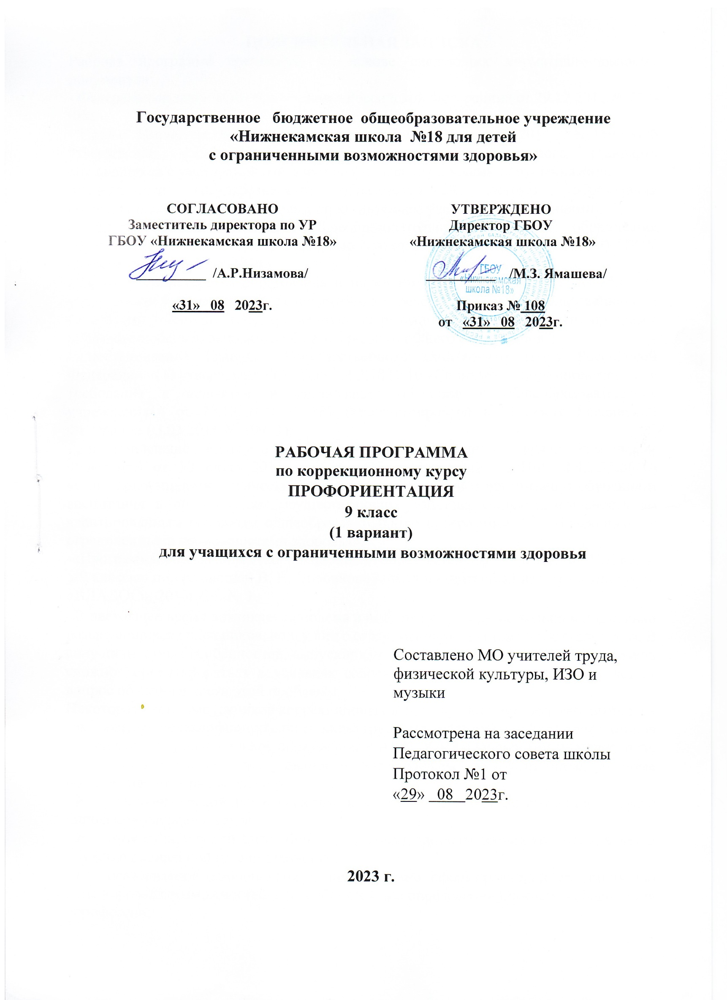 Государственное бюджетное общеобразовательное учреждение
«Нижнекамская школа №18 для детей
с ограниченными возможностями здоровья»
СОГЛАСОВАНО
Заместитель директора по УР
ГБОУ «Нижнекамская школа №18»
/А.Р.Низамова/
«31» 08 2023г.
УТВЕРЖДЕНО
Директор ГБОУ
«Нижнекамская школа №18»
/М.З. Ямашева/
ГБОУ
«Нижнекамская
школа №18»
Приказ № 108
от «31» 08 2023г.
РАБОЧАЯ ПРОГРАММА
по коррекционному курсу
ПРОФОРИЕНТАЦИЯ
9 класс
(1 вариант)
для учащихся с ограниченными возможностями здоровья
Составлено МО учителей труда,
физической культуры, ИЗО и
музыки
Рассмотрена на заседании
Педагогического совета школы
Протокол №1 от
«29» 08 2023г.
2023 г.